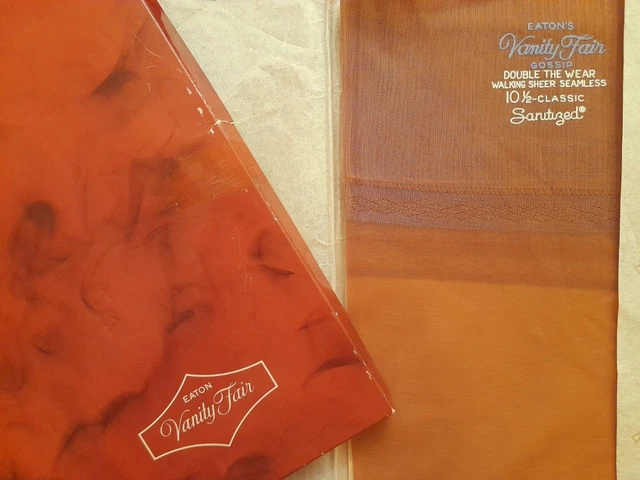 EATON'S
Vanity Fair
GOSSIP
DOUBLE THE WEAR
WALKING SHEER SEAMLESS
10½-CLASSIC
Sanitized®
EATON
Vanity Fair